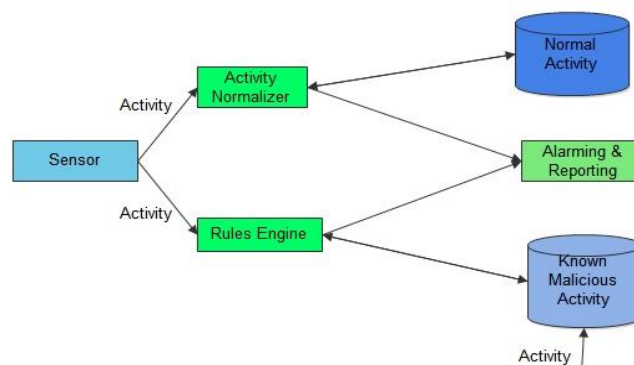 Normal
Activity
Activity
Normalizer
Activity
Sensor
Alarming &
Reporting
Activity
Rules Engine
Known
Malicious
Activity
Activity